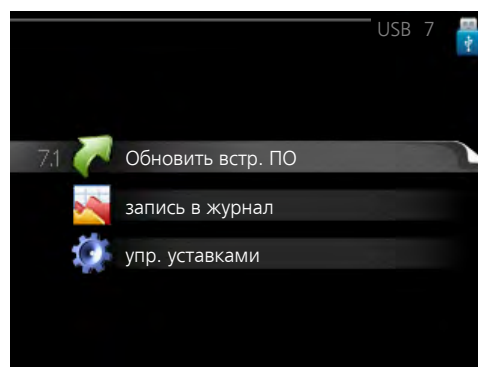 USB 7
7.1 Обновить встр. ПО
запись в журнал
упр. уставками